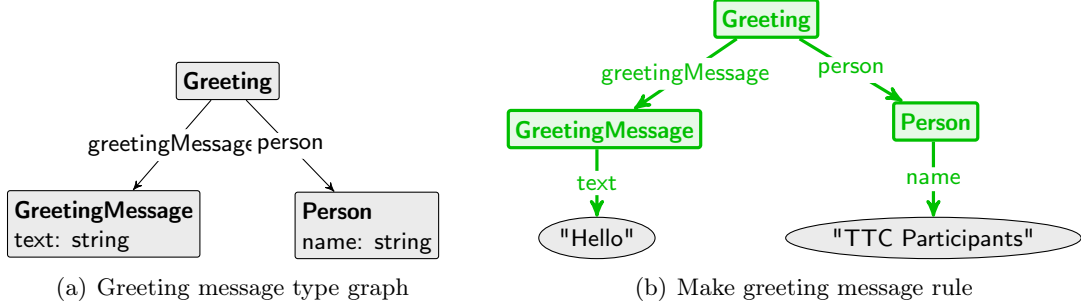 Greeting
greetingMessage person
GreetingMessage
text: string
Person
name: string
(a) Greeting message type graph
Greeting
greetingMessage
person
GreetingMessage
Person
text
name
"Hello"
"TTC Participants"
(b) Make greeting message rule